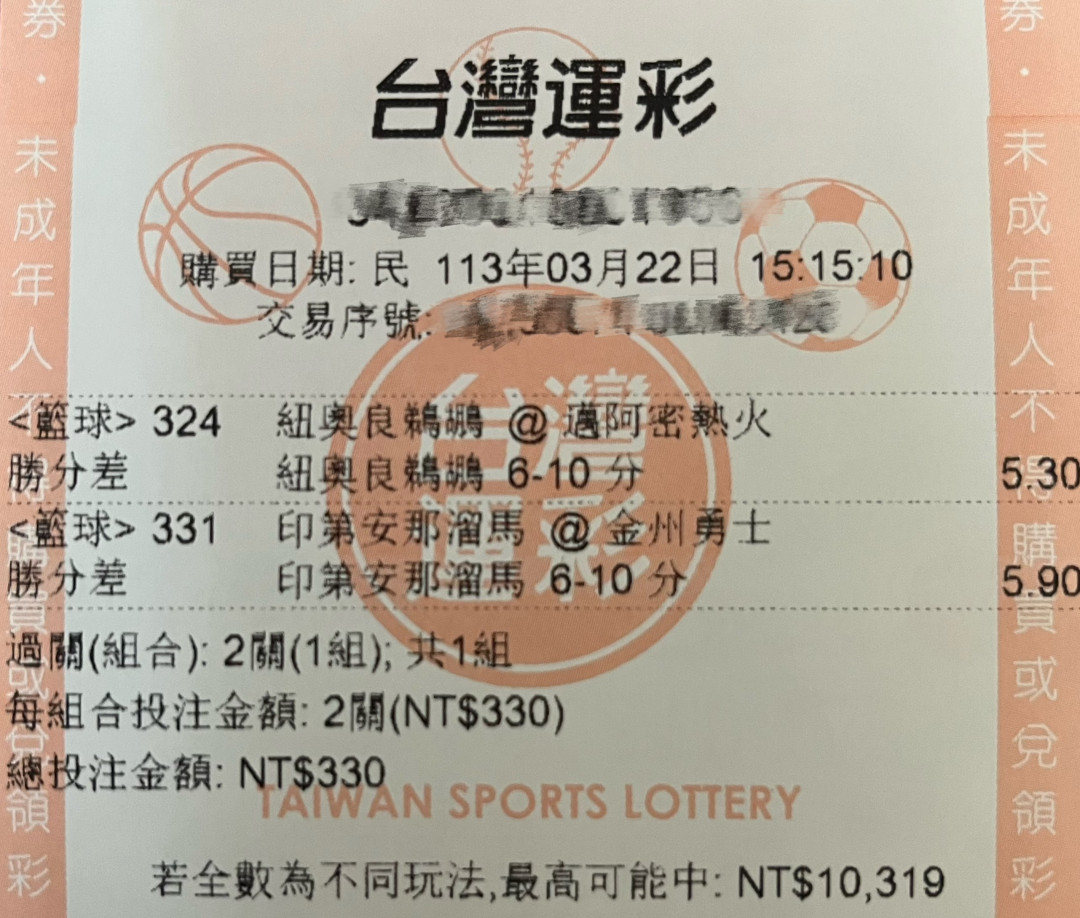 台灣運彩
購買日期: 民 113年03月22日 15:15:10
交易序號:
<籃球> 324 紐奧良鵜鶘 @ 邁阿密熱火
勝分差 紐奧良鵜鶘 6-10 分 5.30
<籃球> 331 印第安那溜馬 @ 金州勇士
勝分差 印第安那溜馬 6-10 分 5.90
過關(組合): 2關(1組); 共1組
每組合投注金額: 2關(NT$330)
總投注金額: NT$330
TAIWAN SPORTS LOTTERY
若全數為不同玩法,最高可能中: NT$10,319
台灣
運彩
券・未成年人不得購買或兌領彩
券・未成年人不得購買或兌領彩